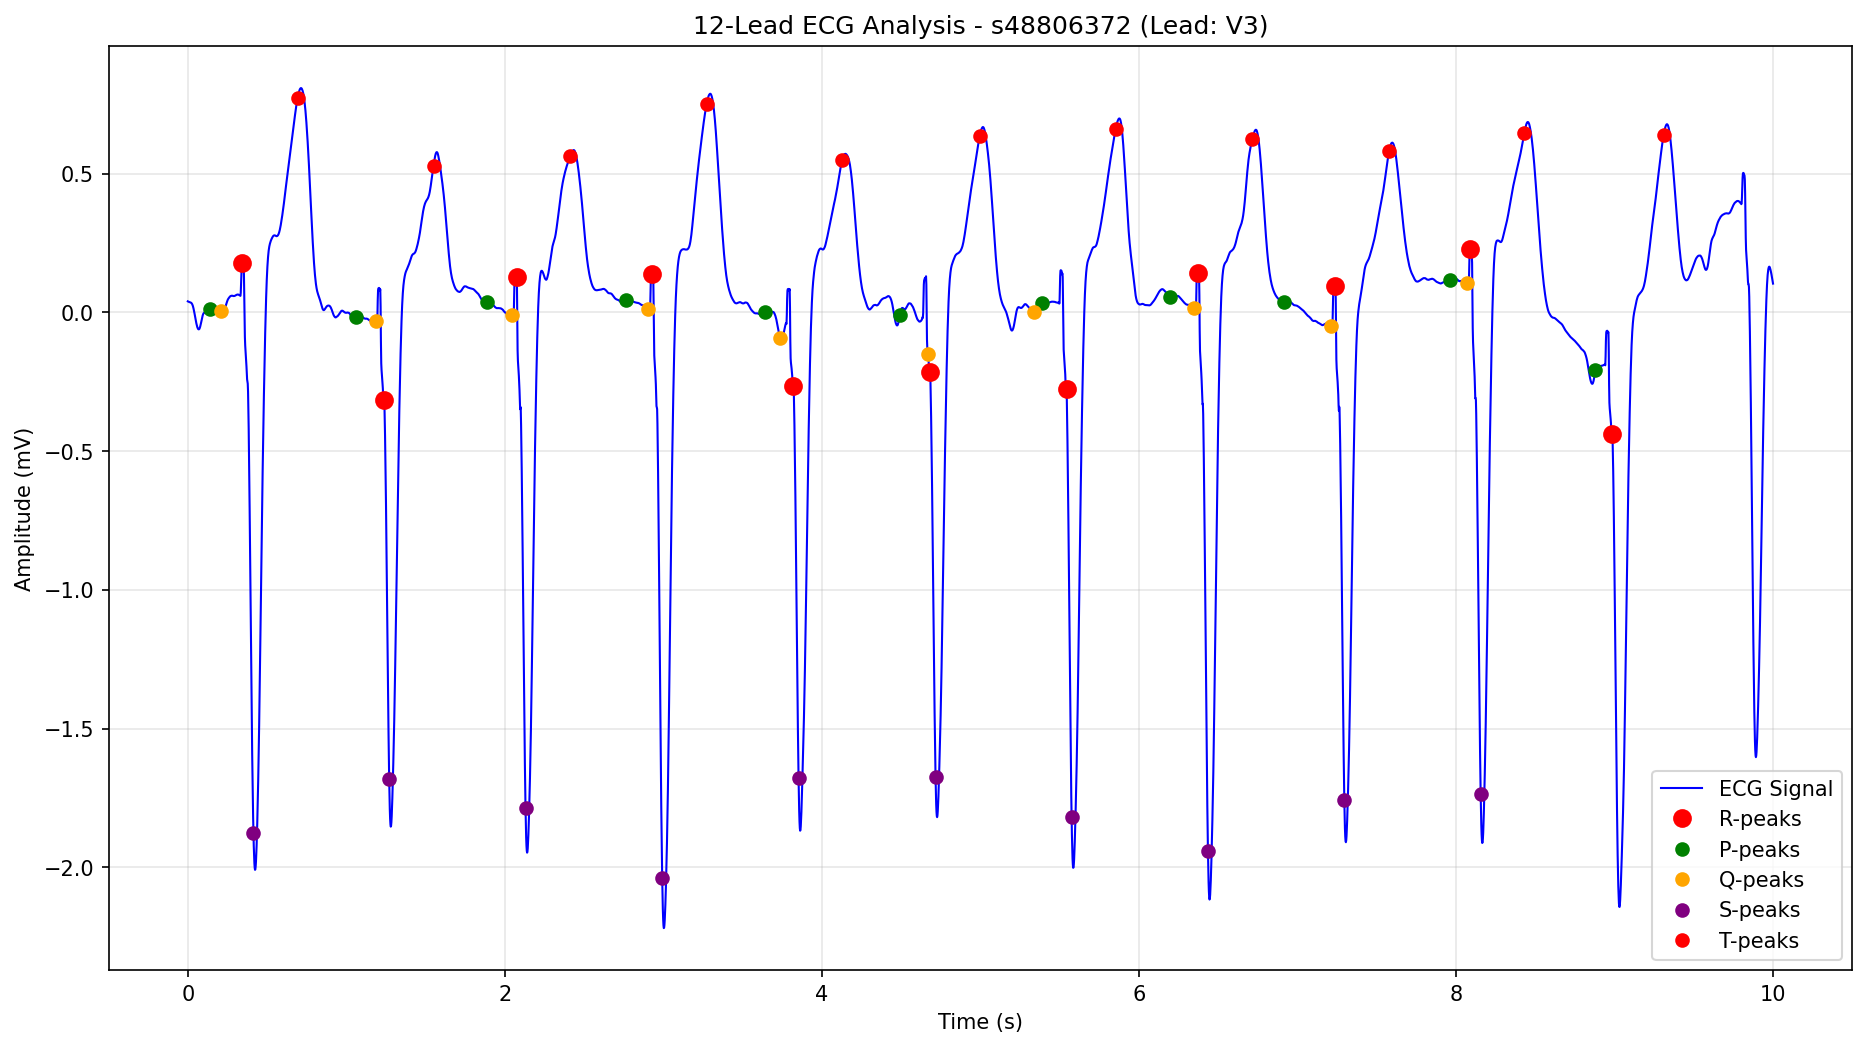 12-Lead ECG Analysis - s48806372 (Lead: V3)
Amplitude (mV)
0.5
0.0
−0.5
−1.0
−1.5
−2.0
0 2 4 6 8 10
Time (s)
ECG Signal
R-peaks
P-peaks
Q-peaks
S-peaks
T-peaks